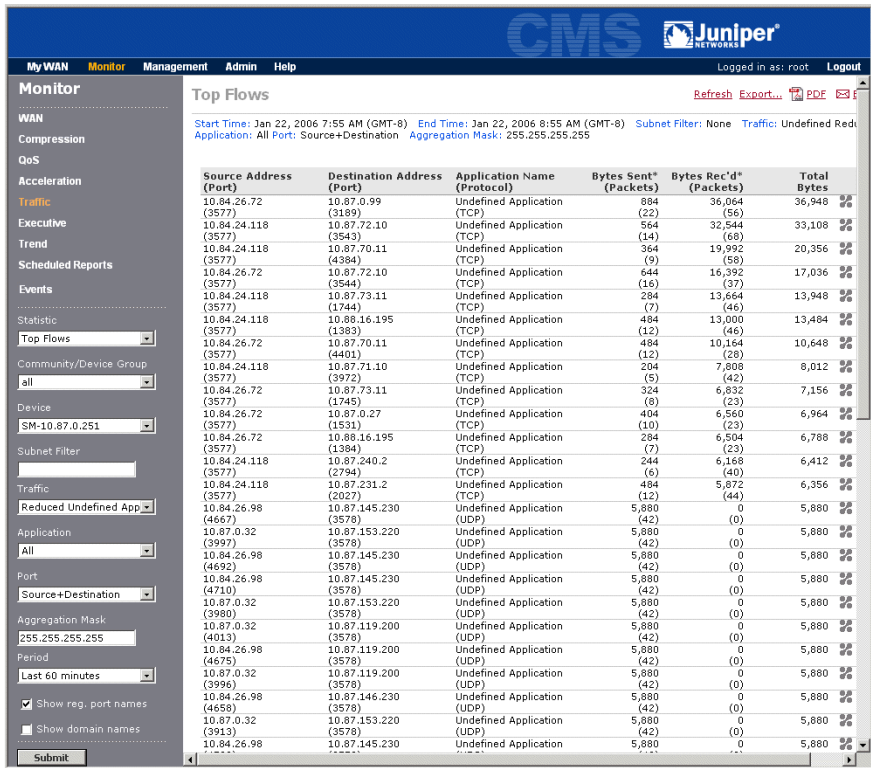 CMS
Juniper
NETWORKS
My WAN Monitor Management Admin Help
Logged in as: root Logout
Monitor
WAN
Compression
QoS
Acceleration
Traffic
Executive
Trend
Scheduled Reports
Events
Statistic
Top Flows
Community/Device Group
all
Device
SM-10.87.0.251
Subnet Filter
Traffic
Reduced Undefined App
Application
All
Port
Source+Destination
Aggregation Mask
255.255.255.255
Period
Last 60 minutes
Show reg. port names
Show domain names
Submit
Top Flows
Refresh Export... PDF
Start Time: Jan 22, 2006 7:55 AM (GMT-8) End Time: Jan 22, 2006 8:55 AM (GMT-8) Subnet Filter: None Traffic: Undefined Redu
Application: All Port: Source+Destination Aggregation Mask: 255.255.255.255
Source Address Destination Address Application Name Bytes Sent* Bytes Rec'd* Total
(Port) (Port) (Protocol) (Packets) (Packets) Bytes
10.84.26.72 10.87.0.99 Undefined Application 884 36,064 36,948
(3577) (3189) (TCP) (22) (56)
10.84.24.118 10.87.72.10 Undefined Application 564 32,544 33,108
(3577) (3543) (TCP) (14) (68)
10.84.24.118 10.87.70.11 Undefined Application 364 19,992 20,356
(3577) (4384) (TCP) (9) (58)
10.84.26.72 10.87.72.10 Undefined Application 644 16,392 17,036
(3577) (3544) (TCP) (16) (37)
10.84.24.118 10.87.73.11 Undefined Application 284 13,664 13,948
(3577) (1744) (TCP) (7) (46)
10.84.24.118 10.88.16.195 Undefined Application 484 13,000 13,484
(3577) (1383) (TCP) (12) (46)
10.84.26.72 10.87.70.11 Undefined Application 484 10,164 10,648
(3577) (4401) (TCP) (12) (28)
10.84.24.118 10.87.71.10 Undefined Application 204 7,808 8,012
(3577) (3972) (TCP) (5) (42)
10.84.26.72 10.87.73.11 Undefined Application 324 6,832 7,156
(3577) (1745) (TCP) (8) (23)
10.84.26.72 10.87.0.27 Undefined Application 404 6,560 6,964
(3577) (1531) (TCP) (10) (23)
10.84.26.72 10.88.16.195 Undefined Application 284 6,504 6,788
(3577) (1384) (TCP) (7) (23)
10.84.24.118 10.87.240.2 Undefined Application 244 6,168 6,412
(3577) (2794) (TCP) (6) (40)
10.84.24.118 10.87.231.2 Undefined Application 484 5,872 6,356
(3577) (2027) (TCP) (12) (44)
10.84.26.98 10.87.145.230 Undefined Application 5,880 0 5,880
(4667) (3578) (UDP) (42) (0)
10.87.0.32 10.87.153.220 Undefined Application 5,880 0 5,880
(3997) (3578) (UDP) (42) (0)
10.84.26.98 10.87.145.230 Undefined Application 5,880 0 5,880
(4692) (3578) (UDP) (42) (0)
10.84.26.98 10.87.145.230 Undefined Application 5,880 0 5,880
(4710) (3578) (UDP) (42) (0)
10.87.0.32 10.87.153.220 Undefined Application 5,880 0 5,880
(3980) (3578) (UDP) (42) (0)
10.87.0.32 10.87.119.200 Undefined Application 5,880 0 5,880
(4013) (3578) (UDP) (42) (0)
10.84.26.98 10.87.119.200 Undefined Application 5,880 0 5,880
(4675) (3578) (UDP) (42) (0)
10.87.0.32 10.87.119.200 Undefined Application 5,880 0 5,880
(3996) (3578) (UDP) (42) (0)
10.84.26.98 10.87.146.230 Undefined Application 5,880 0 5,880
(4658) (3578) (UDP) (42) (0)
10.87.0.32 10.87.153.220 Undefined Application 5,880 0 5,880
(3913) (3578) (UDP) (42) (0)
10.84.26.98 10.87.145.230 Undefined Application 5,880 0 5,880